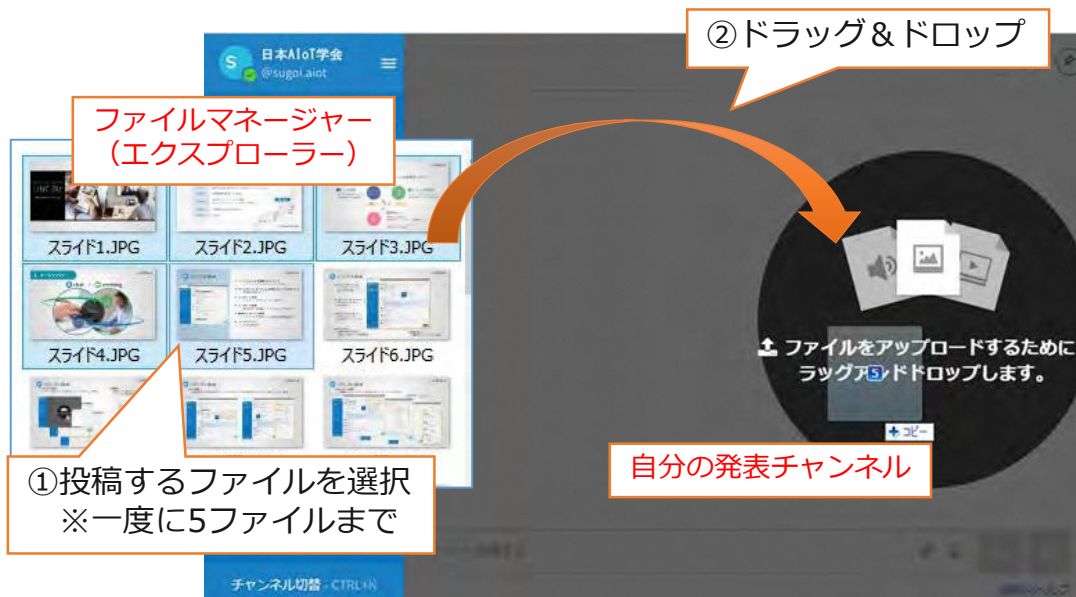 ②ドラッグ＆ドロップ
日本AIoT学会
@sugoi.aiot
ファイルマネージャー
（エクスプローラー）
スライド1.JPG
スライド2.JPG
スライド3.JPG
スライド4.JPG
スライド5.JPG
スライド6.JPG
ファイルをアップロードするために
ラッグア
5
ドドロップします。
コピー
自分の発表チャンネル
①投稿するファイルを選択
※一度に5ファイルまで
チャンネル切替 - CTRL+K